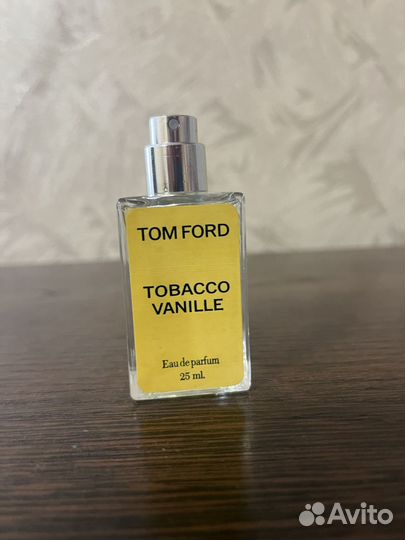 TOM FORD
TOBACCO
VANILLE
Eau de parfum
25 ml.
Avito